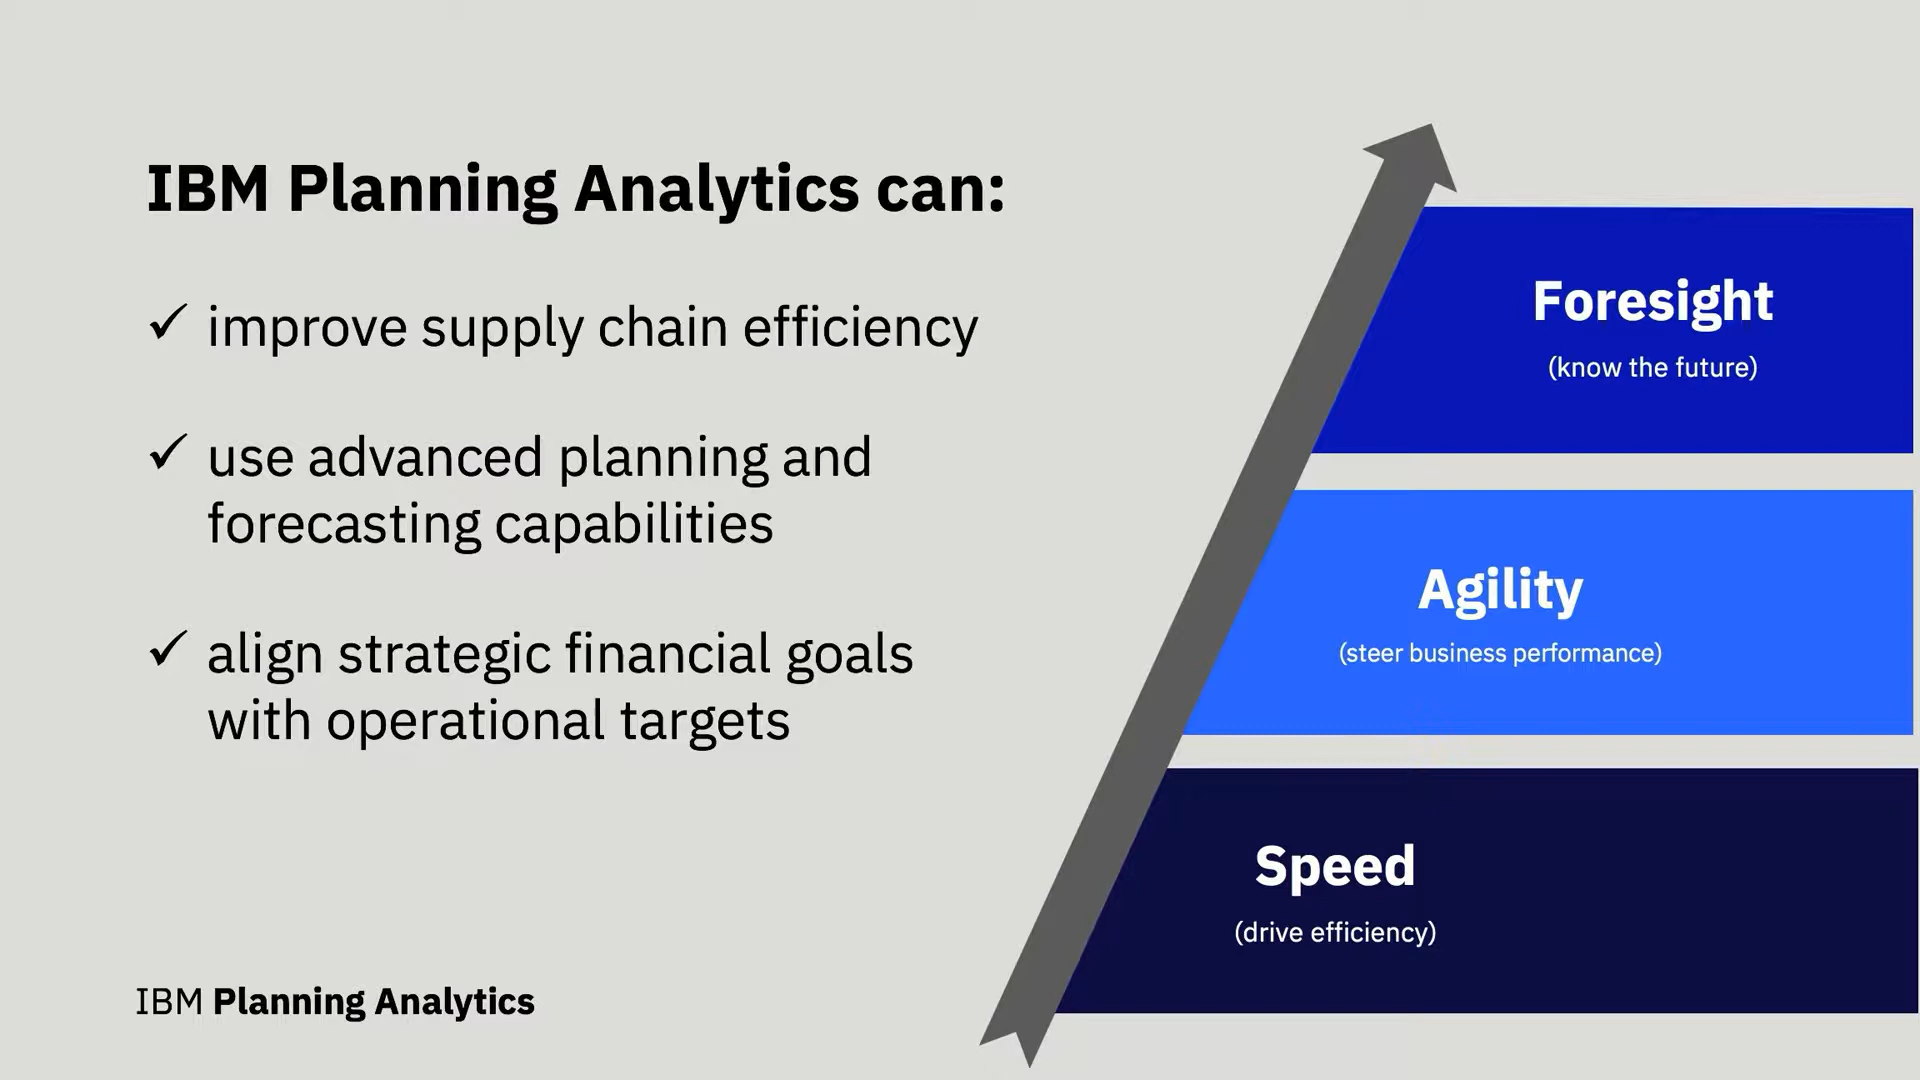 IBM Planning Analytics can:
✓ improve supply chain efficiency
✓ use advanced planning and
forecasting capabilities
✓ align strategic financial goals
with operational targets
Foresight
(know the future)
Agility
(steer business performance)
Speed
(drive efficiency)
IBM Planning Analytics